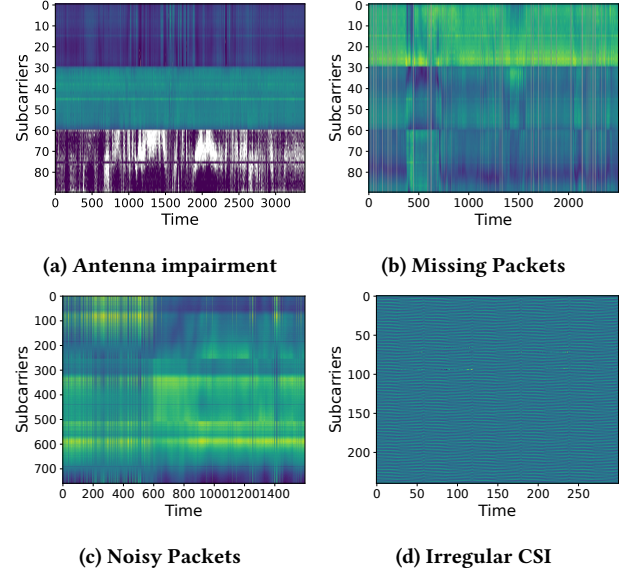 0
10
20
30
40
50
60
70
80
Subcarriers
0 500 1000 1500 2000 2500 3000
Time
(a) Antenna impairment
0
10
20
30
40
50
60
70
80
Subcarriers
0 500 1000 1500 2000
Time
(b) Missing Packets
0
100
200
300
400
500
600
700
Subcarriers
0 200 400 600 800 1000 1200 1400
Time
(c) Noisy Packets
0
50
100
150
200
Subcarriers
0 50 100 150 200 250
Time
(d) Irregular CSI